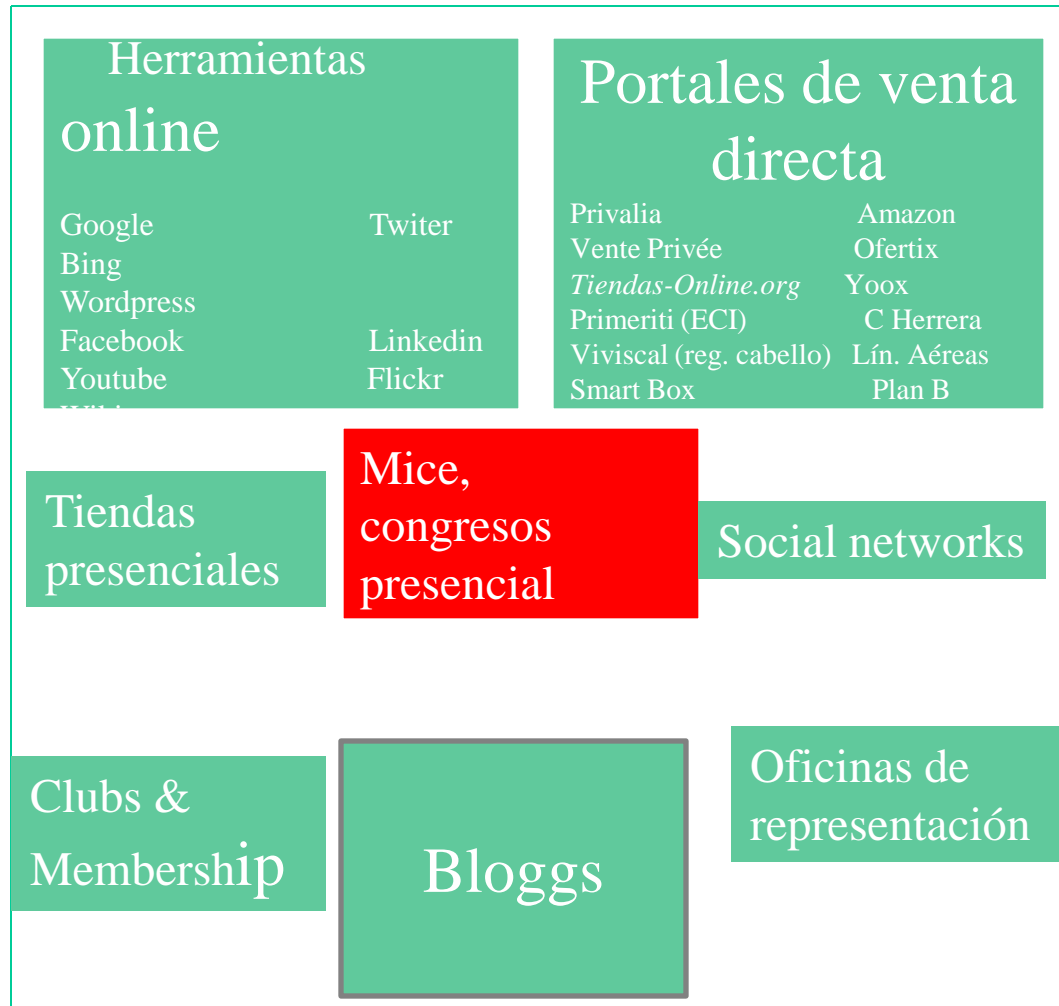 Herramientas
online
Google Twiter
Bing
Wordpress
Facebook Linkedin
Youtube Flickr
Portales de venta
directa
Privalia Amazon
Vente Privée Ofertix
Tiendas-Online.org Yoox
Primeriti (ECI) C Herrera
Viviscal (reg. cabello) Lín. Aéreas
Smart Box Plan B
Tiendas
presenciales
Mice,
congresos
presencial
Social networks
Clubs &
Membership
Bloggs
Oficinas de
representación